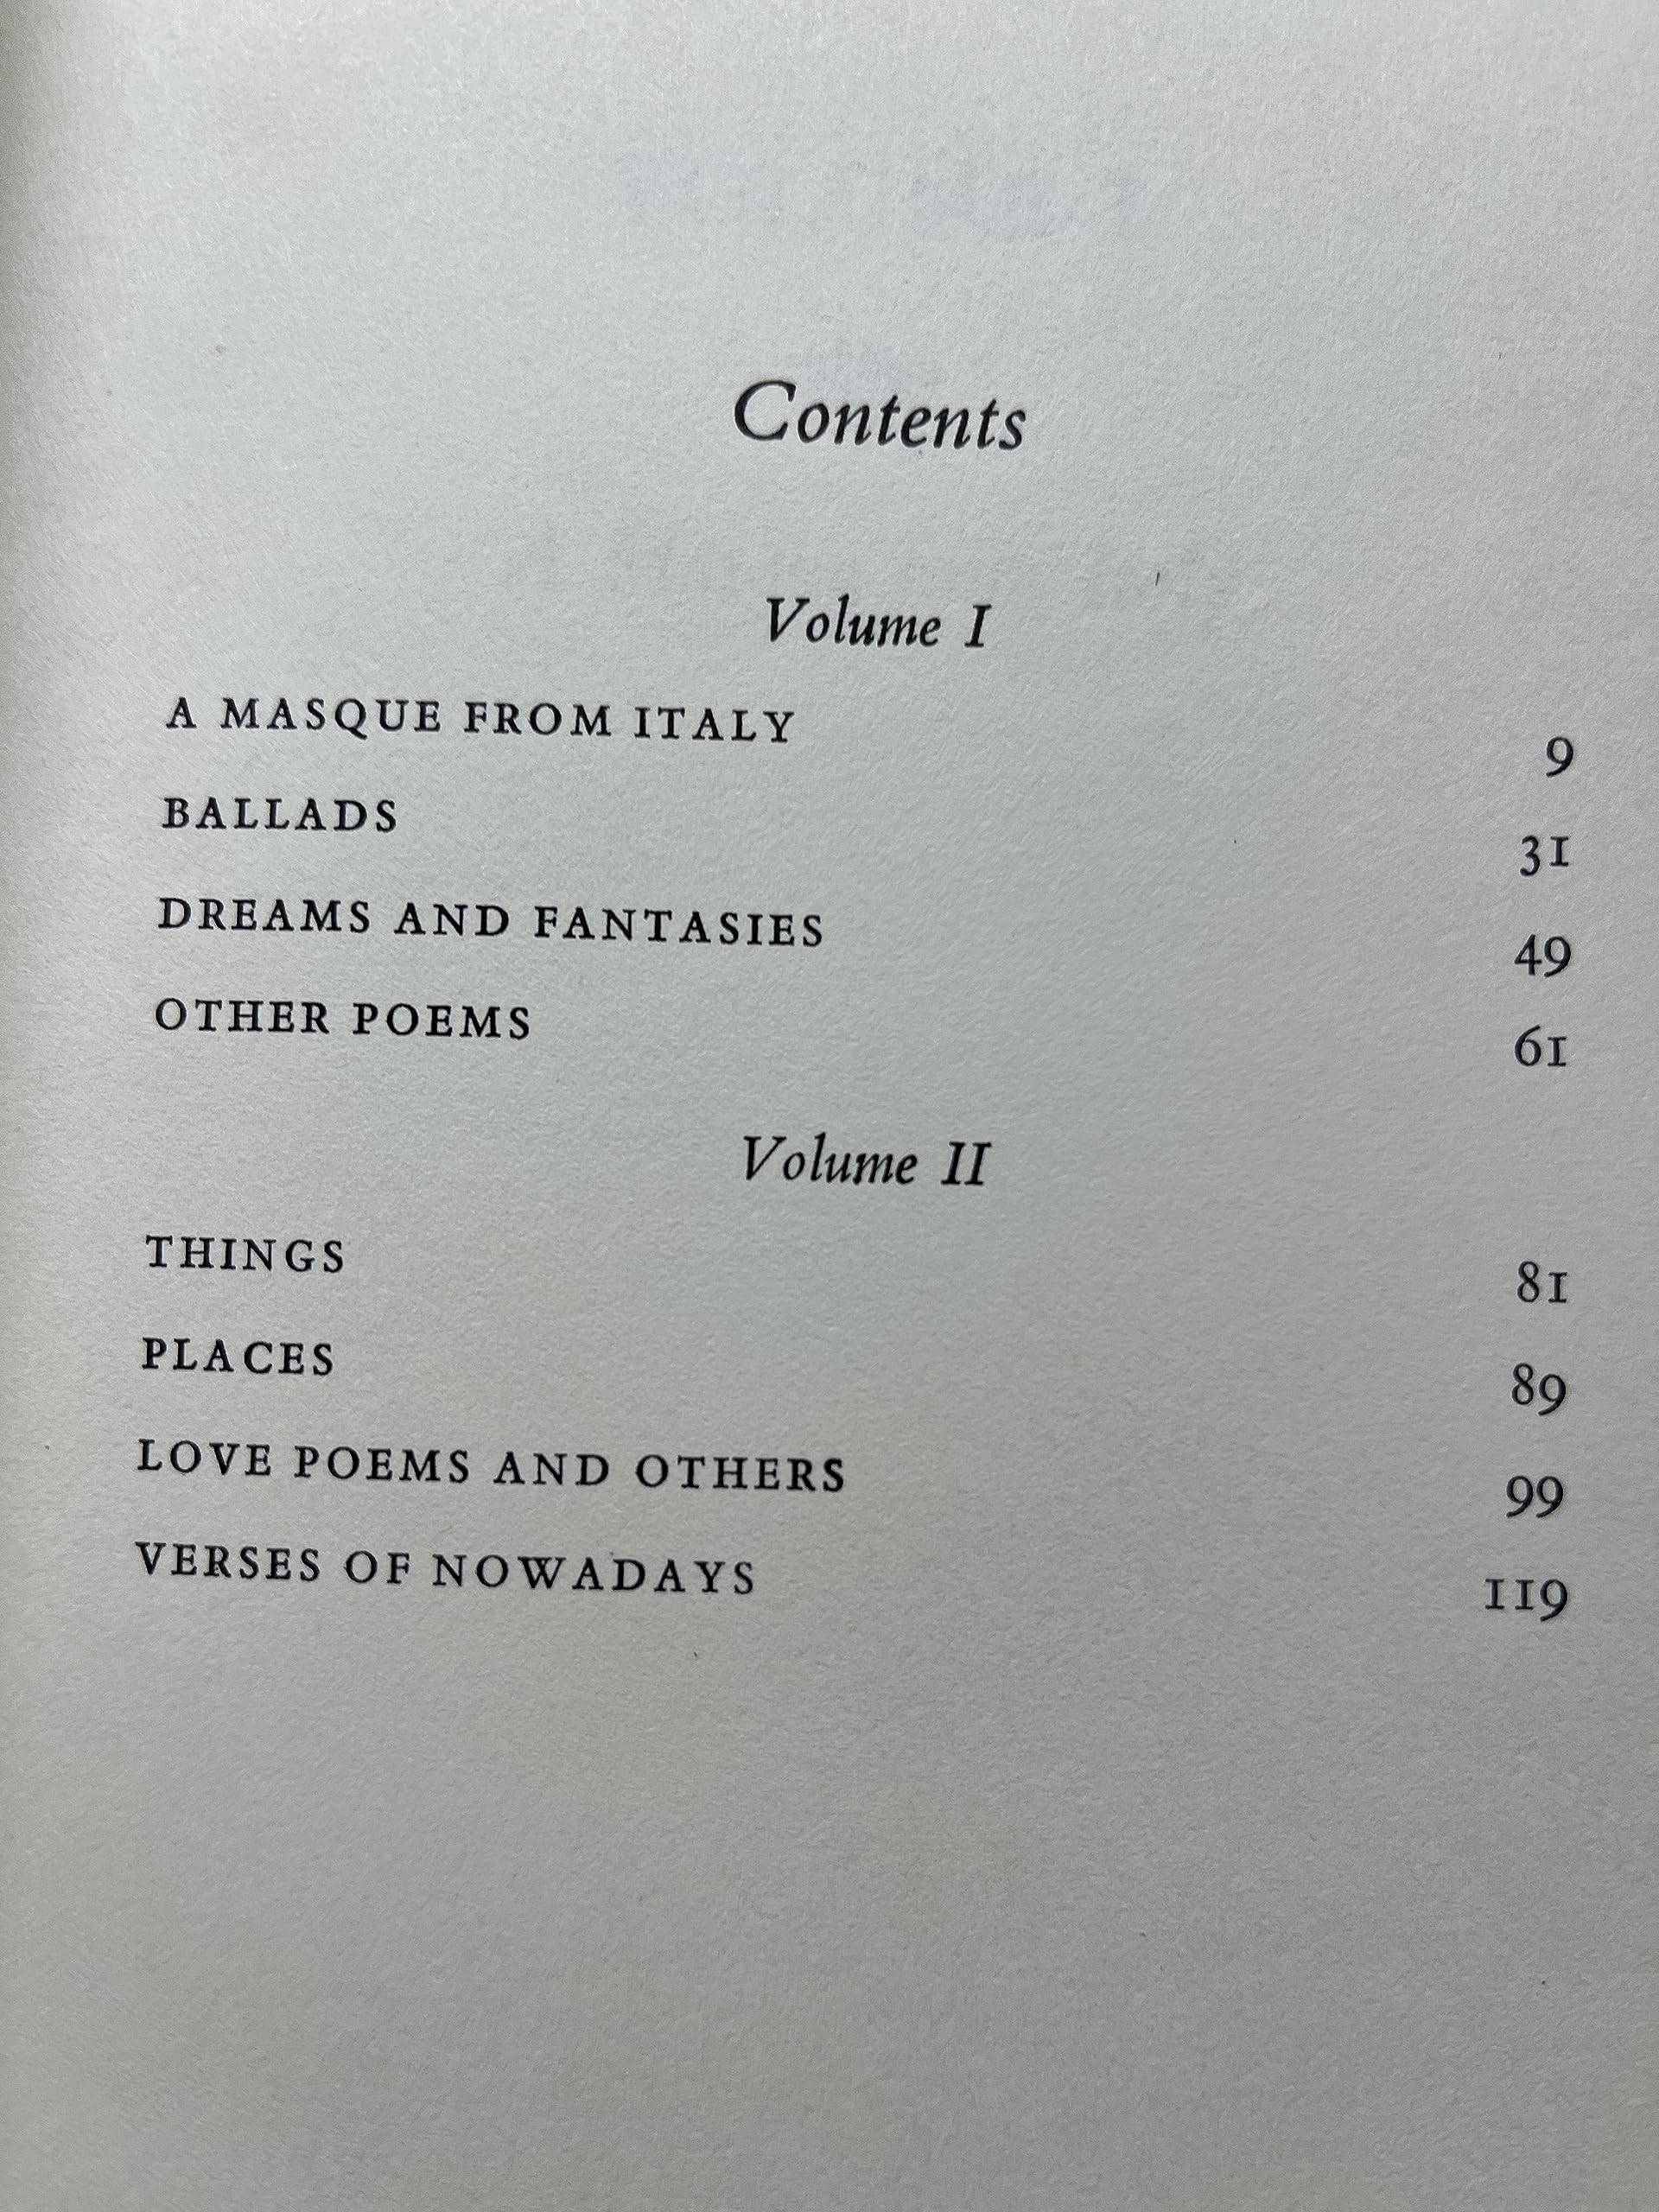 Contents
Volume I
A MASQUE FROM ITALY 9
BALLADS 31
DREAMS AND FANTASIES 49
OTHER POEMS 61
Volume II
THINGS 81
PLACES 89
LOVE POEMS AND OTHERS 99
VERSES OF NOWADAYS 119